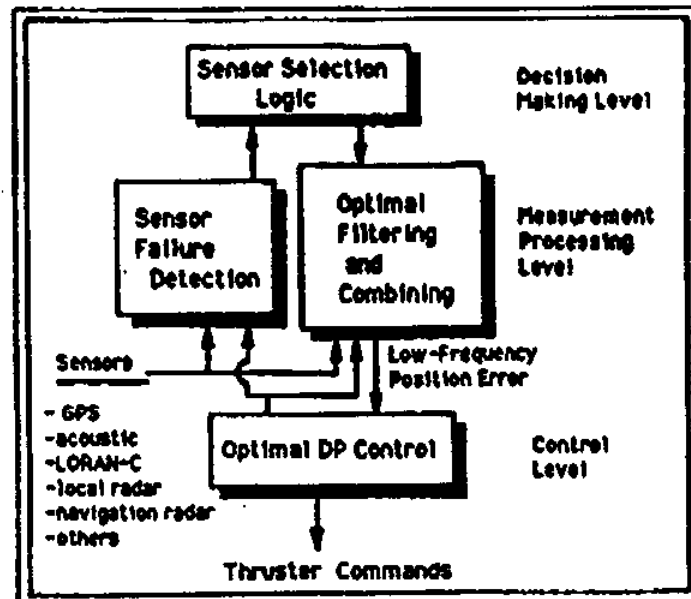 Sensor Selection
Logic
Decision
Making Level
Sensor
Failure
Detection
Optimal
Filtering
and
Combining
Measurement
Processing
Level
Sensors
- GPS
-acoustic
-LORAN-C
-local radar
-navigation radar
-others
Low-Frequency
Position Error
Optimal DP Control
Control
Level
Thruster Commands